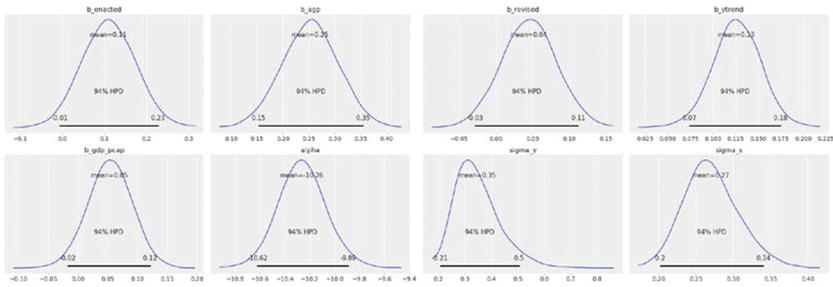 b_enacted
mean=0.11
94% HPD
-0.01 0.23
-0.1 0.0 0.1 0.2 0.3
b_agp
mean=0.25
94% HPD
0.15 0.35
0.10 0.15 0.20 0.25 0.30 0.35 0.40
b_revised
mean=0.04
94% HPD
-0.03 0.11
-0.05 0.00 0.05 0.10 0.15
b_ytrend
mean=0.13
94% HPD
0.07 0.18
0.025 0.050 0.075 0.100 0.125 0.150 0.175 0.200 0.225
b_gdp_pcap
mean=0.05
94% HPD
-0.02 0.12
-0.10 -0.05 0.00 0.05 0.10 0.15 0.20
alpha
mean=-10.26
94% HPD
-10.62 -9.89
-10.8 -10.6 -10.4 -10.2 -10.0 -9.8 -9.6 -9.4
sigma_y
mean=0.35
94% HPD
0.21 0.5
0.2 0.3 0.4 0.5 0.6 0.7 0.8
sigma_s
mean=0.27
94% HPD
0.2 0.34
0.20 0.25 0.30 0.35 0.40